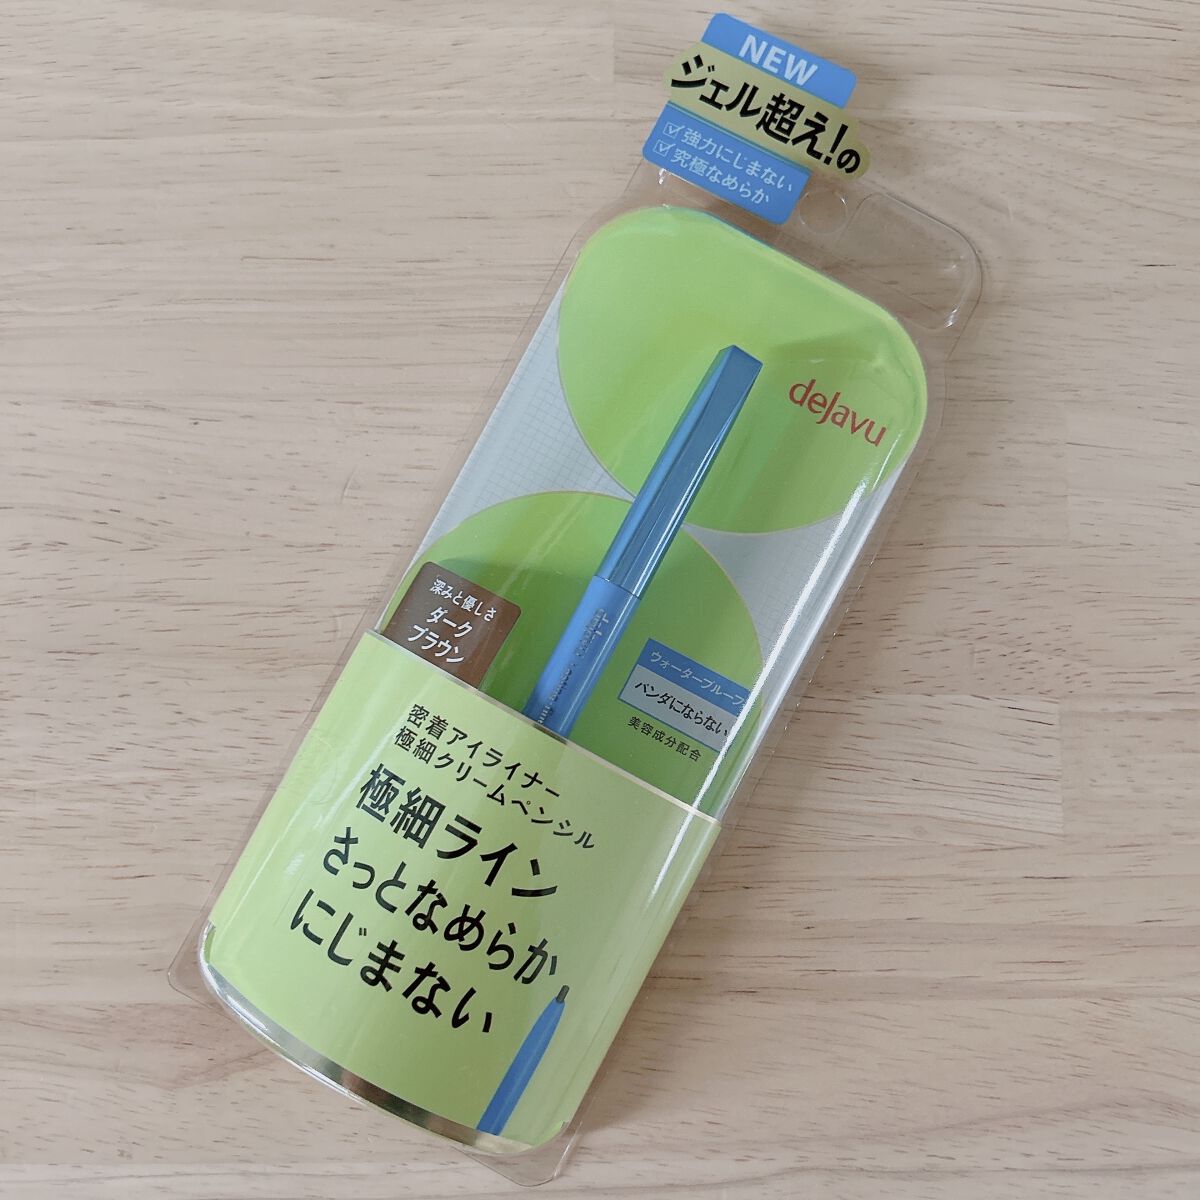 NEW
ジェル超え!の
強力にじまない
究極なめらか
dejavu
深みと優しさ
ダーク
ブラウン
ウォータープルーフ
パンダにならない
美容成分配合
密着アイライナー
極細クリームペンシル
極細ライン
さっとなめらか
にじまない